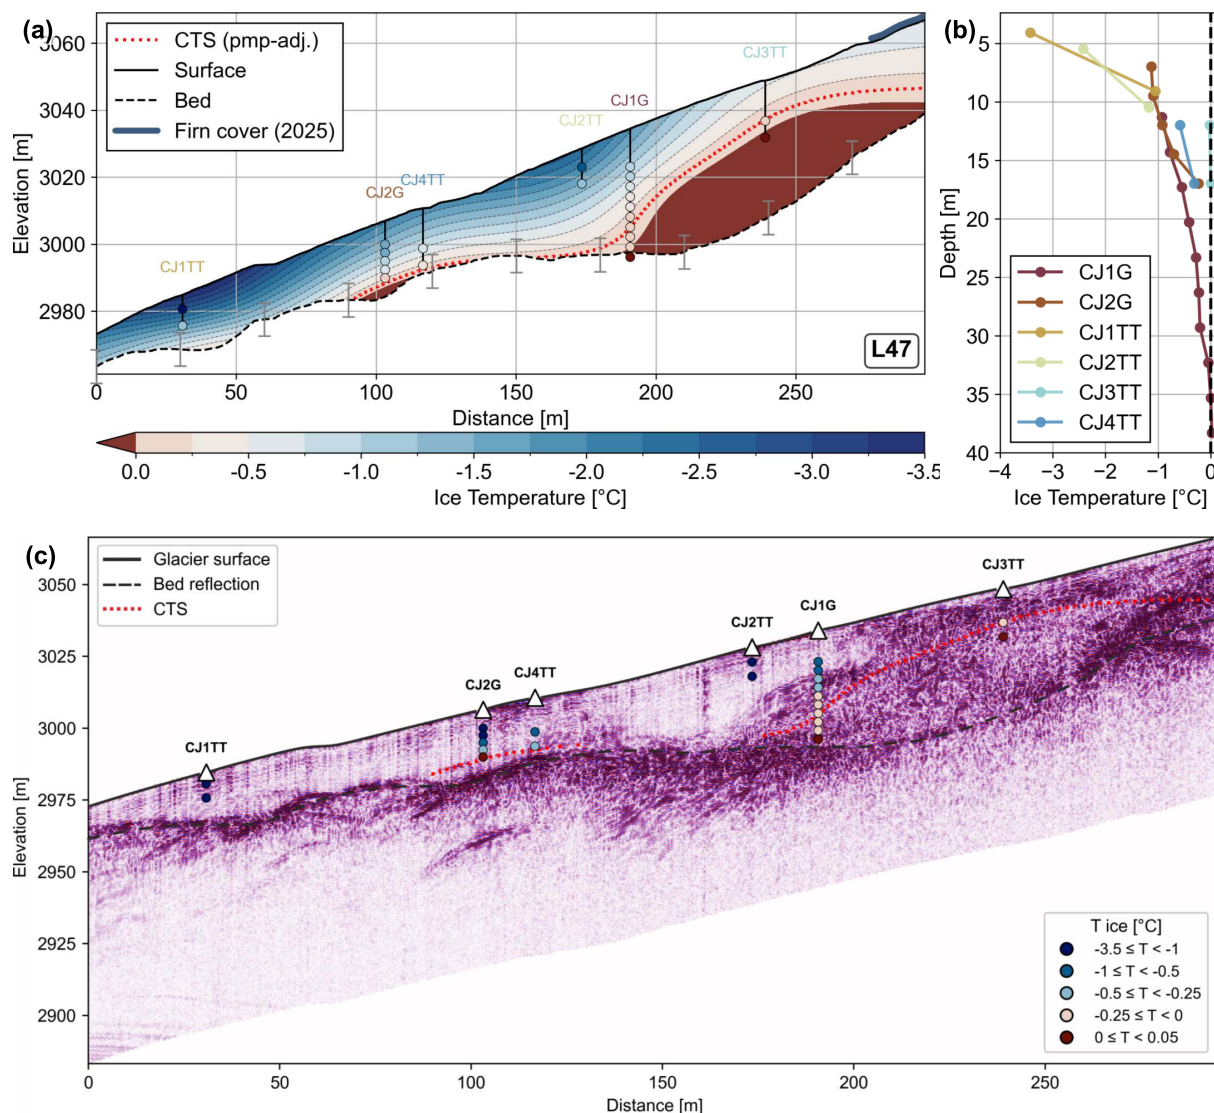 (a)
CTS (pmp-adj.)
Surface
Bed
Firn cover (2025)
CJ3TT
CJ1G
CJ2TT
CJ4TT
CJ2G
CJ1TT
L47
3060
3040
3020
3000
2980
Elevation [m]
0 50 100 150 200 250
Distance [m]
0.0 -0.5 -1.0 -1.5 -2.0 -2.5 -3.0 -3.5
Ice Temperature [°C]
(b)
5
10
15
20
25
30
35
40
Depth [m]
CJ1G
CJ2G
CJ1TT
CJ2TT
CJ3TT
CJ4TT
−4 −3 −2 −1 0
Ice Temperature [°C]
(c)
Glacier surface
Bed reflection
CTS
CJ3TT
CJ1G
CJ2TT
CJ4TT
CJ2G
CJ1TT
3050
3025
3000
2975
2950
2925
2900
Elevation [m]
T ice [°C]
-3.5 ≤ T < -1
-1 ≤ T < -0.5
-0.5 ≤ T < -0.25
-0.25 ≤ T < 0
0 ≤ T < 0.05
0 50 100 150 200 250
Distance [m]